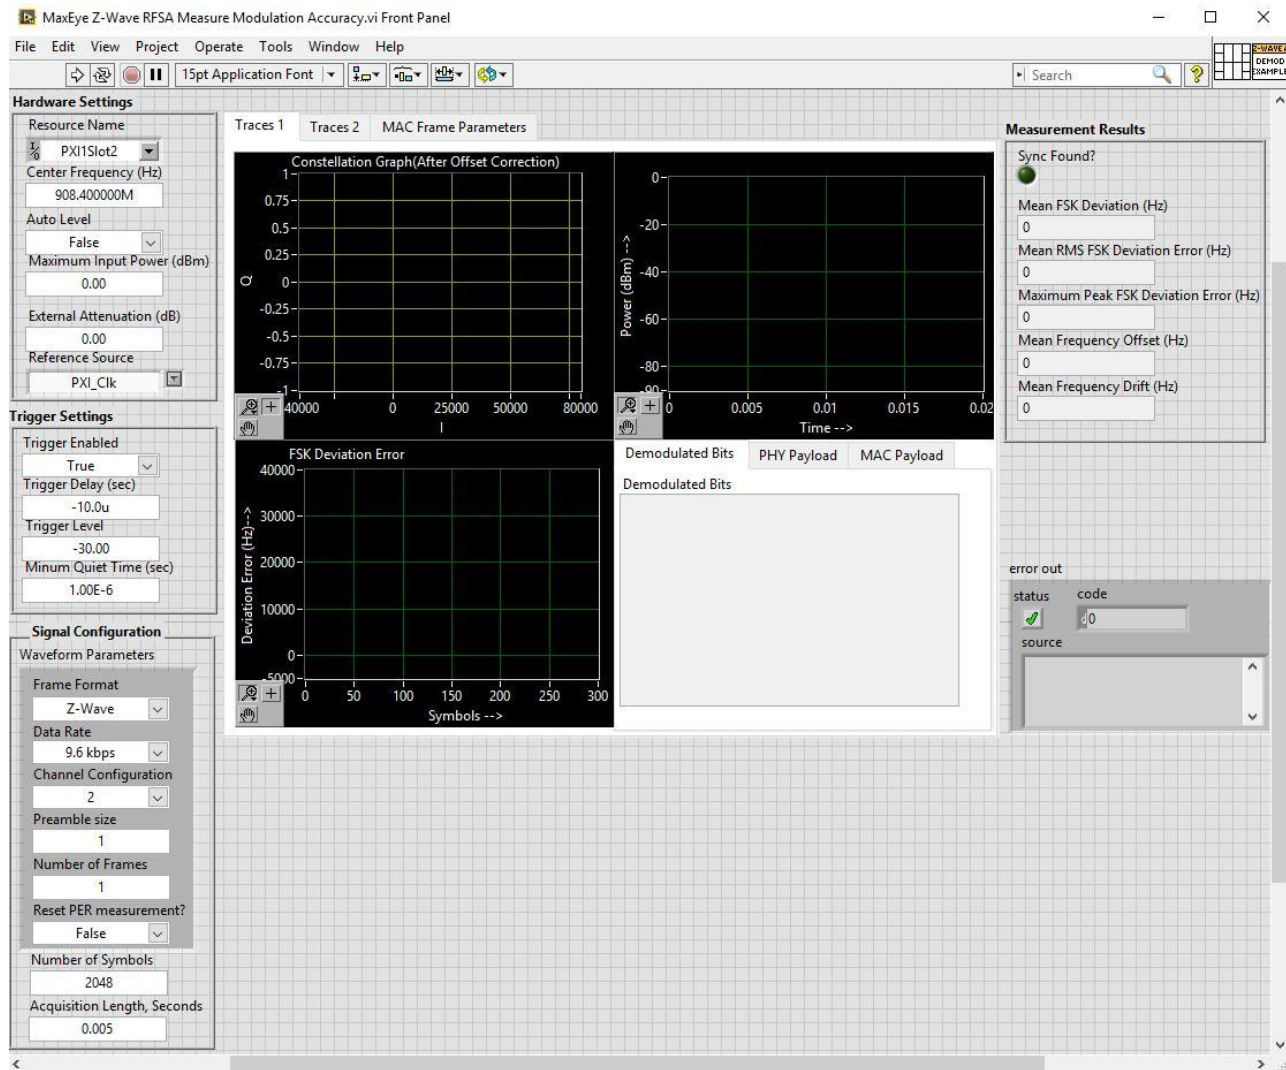 MaxEye Z-Wave RFSA Measure Modulation Accuracy.vi Front Panel
File Edit View Project Operate Tools Window Help
15pt Application Font
Search
Z-WAVE
DEMOD
EXAMPLE
Hardware Settings
Resource Name
PXI1Slot2
Center Frequency (Hz)
908.400000M
Auto Level
False
Maximum Input Power (dBm)
0.00
External Attenuation (dB)
0.00
Reference Source
PXI_Clk
Trigger Settings
Trigger Enabled
True
Trigger Delay (sec)
-10.0u
Trigger Level
-30.00
Minum Quiet Time (sec)
1.00E-6
Signal Configuration
Waveform Parameters
Frame Format
Z-Wave
Data Rate
9.6 kbps
Channel Configuration
2
Preamble size
1
Number of Frames
1
Reset PER measurement?
False
Number of Symbols
2048
Acquisition Length, Seconds
0.005
Traces 1 Traces 2 MAC Frame Parameters
Constellation Graph(After Offset Correction)
1
0.75
0.5
0.25
0
-0.25
-0.5
-0.75
-1
Q
40000 0 25000 50000 80000
I
0
-20
-40
-60
-80
-90
Power (dBm) -->
0 0.005 0.01 0.015 0.02
Time -->
FSK Deviation Error
40000
30000
20000
10000
0
-5000
Deviation Error (Hz)-->
0 50 100 150 200 250 300
Symbols -->
Demodulated Bits PHY Payload MAC Payload
Demodulated Bits
Measurement Results
Sync Found?
Mean FSK Deviation (Hz)
0
Mean RMS FSK Deviation Error (Hz)
0
Maximum Peak FSK Deviation Error (Hz)
0
Mean Frequency Offset (Hz)
0
Mean Frequency Drift (Hz)
0
error out
status code
d0
source